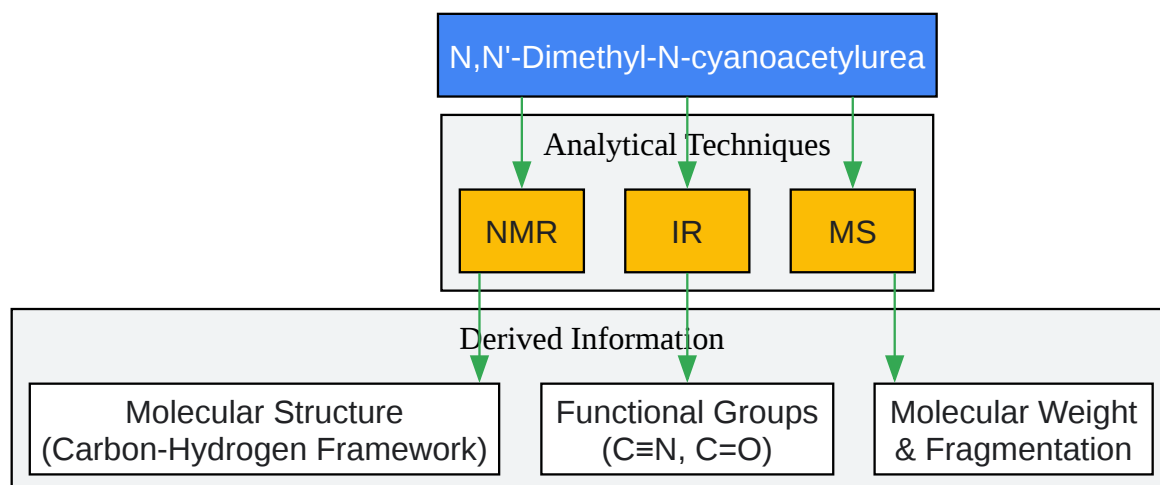 N,N'-Dimethyl-N-cyanoacetylurea
Analytical Techniques
NMR
IR
MS
Derived Information
Molecular Structure
(Carbon-Hydrogen Framework)
Functional Groups
(C≡N, C=O)
Molecular Weight
& Fragmentation